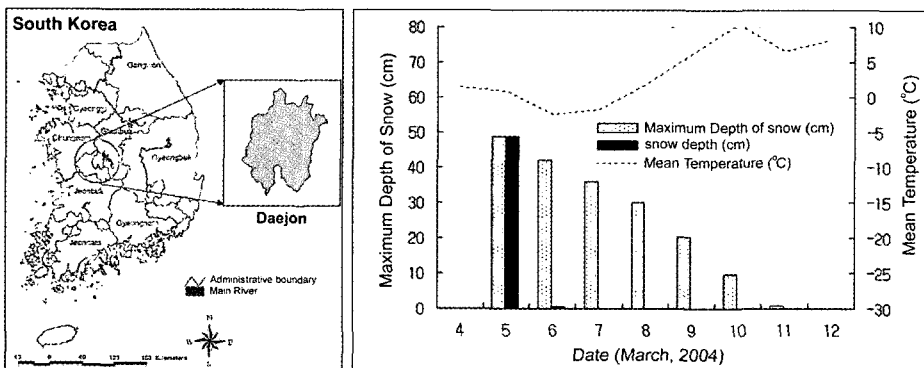 South Korea
Gyeonggi
Chungnam
Gyeongbuk
Jeonbuk
Gyeongnam
Jeonnam
Daejon
Administrative boundary
Main River
N
W
S
Kilometers
80
70
60
50
40
30
20
10
0
Maximum Depth of Snow (cm)
Maximum Depth of snow (cm)
snow depth (cm)
Mean Temperature (°C)
10
5
0
-5
-10
-15
-20
-25
-30
Mean Temperature (°C)
4 5 6 7 8 9 10 11 12
Date (March, 2004)